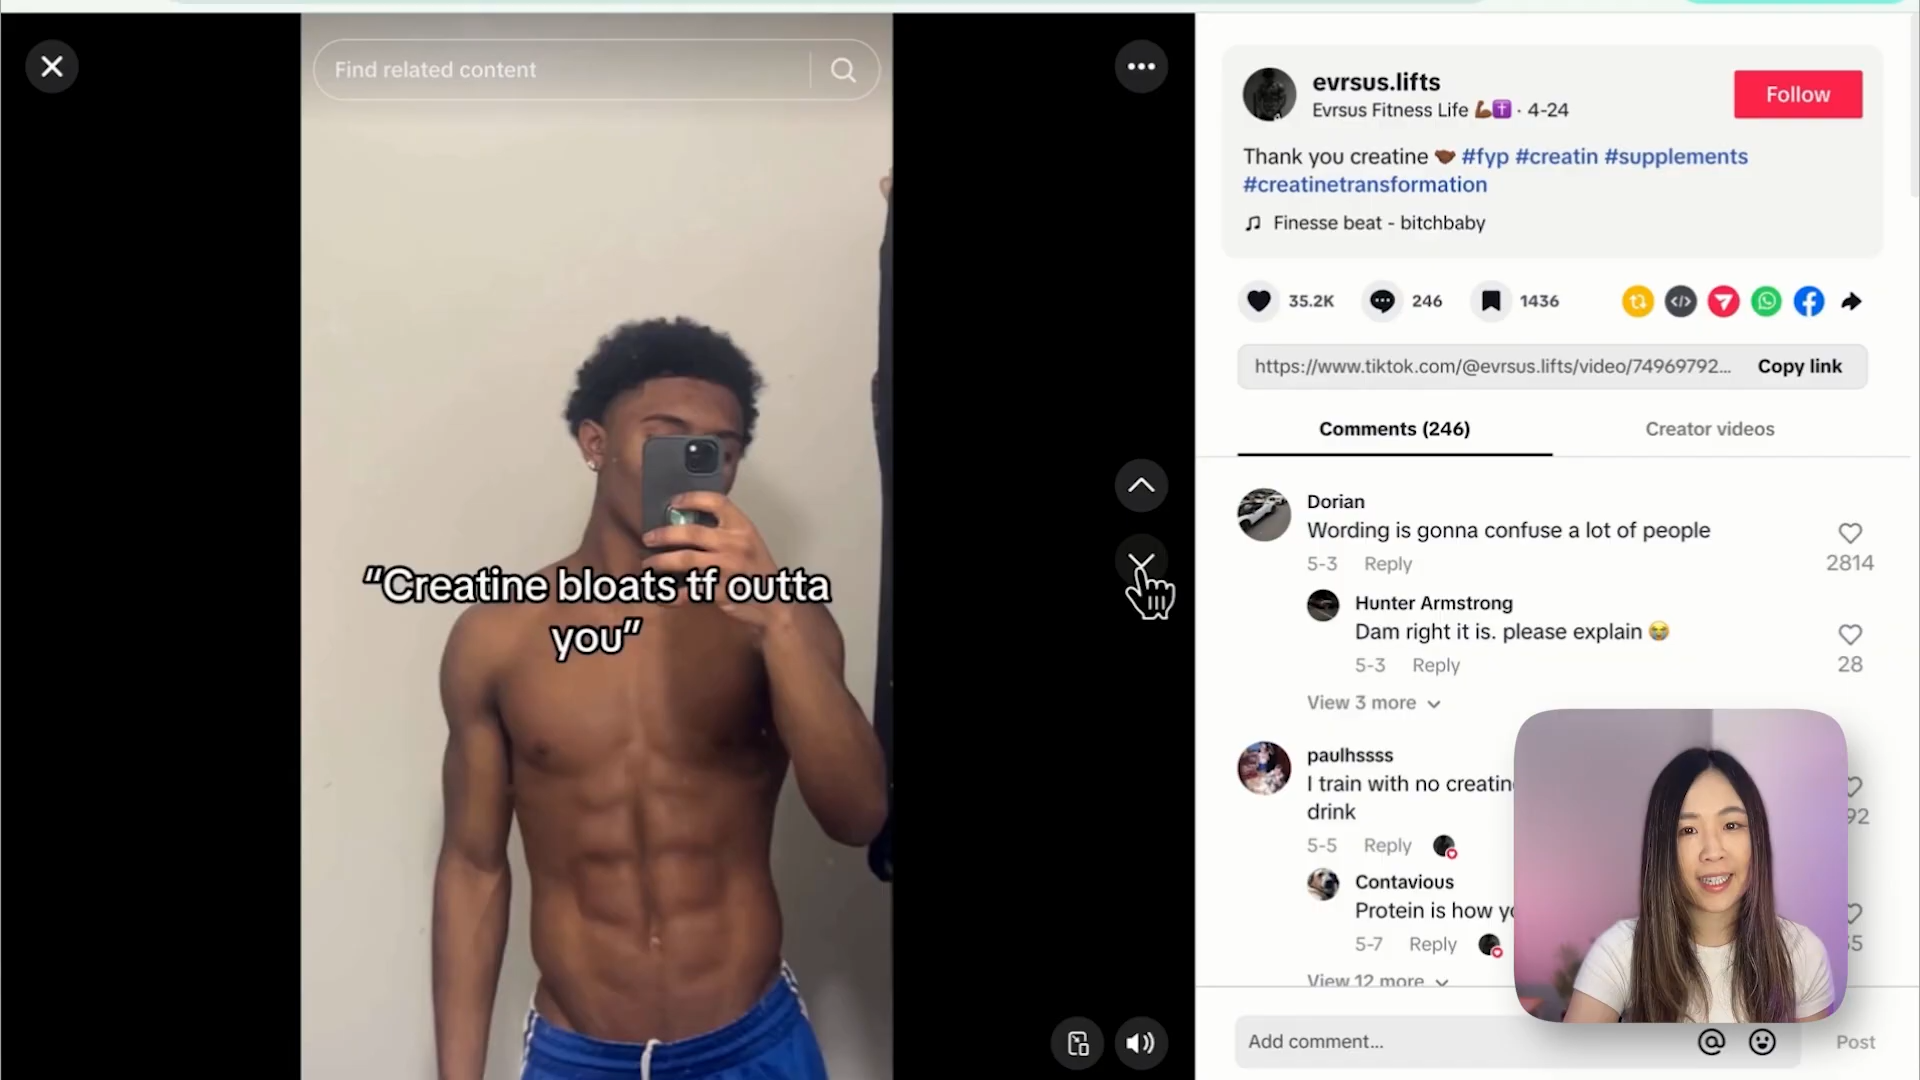 Find related content
"Creatine bloats tf outta
you"
evrsus.lifts
Evrsus Fitness Life 💪🏾✝️ · 4-24
Follow
Thank you creatine 🤝🏾 #fyp #creatin #supplements
#creatinetransformation
Finesse beat - bitchbaby
35.2K
246
1436
https://www.tiktok.com/@evrsus.lifts/video/74969792...
Copy link
Comments (246)
Creator videos
Dorian
Wording is gonna confuse a lot of people
5-3 Reply
2814
Hunter Armstrong
Dam right it is. please explain 😭
5-3 Reply
28
View 3 more
paulhssss
I train with no
drink
5-5 Reply
Contavious
Protein is how
5-7 Reply
View 12 more
Add comment...
Post